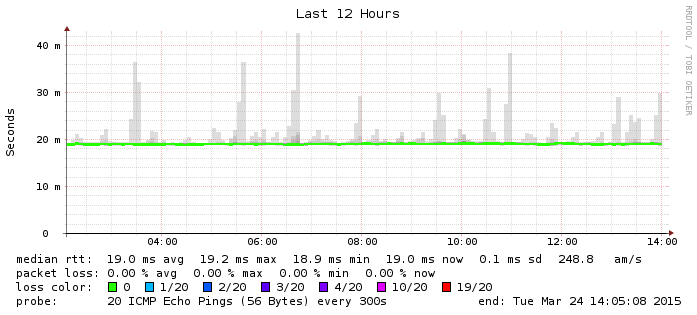 Last 12 Hours
RRDTOOL / TOBI OETIKER
Seconds
40 m
30 m
20 m
10 m
0
04:00 06:00 08:00 10:00 12:00 14:00
median rtt: 19.0 ms avg 19.2 ms max 18.9 ms min 19.0 ms now 0.1 ms sd 248.8 am/s
packet loss: 0.00 % avg 0.00 % max 0.00 % min 0.00 % now
loss color: 0 1/20 2/20 3/20 4/20 10/20 19/20
probe: 20 ICMP Echo Pings (56 Bytes) every 300s end: Tue Mar 24 14:05:08 2015